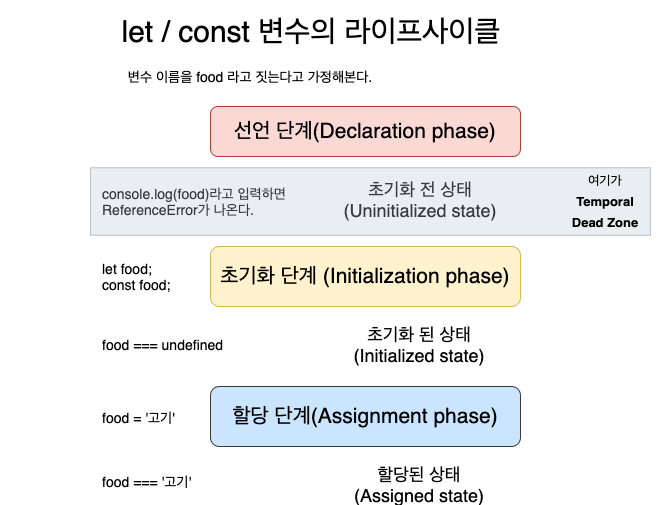 let / const 변수의 라이프사이클
변수 이름을 food 라고 짓는다고 가정해본다.
선언 단계(Declaration phase)
console.log(food)라고 입력하면
ReferenceError가 나온다.
초기화 전 상태
(Uninitialized state)
여기가
Temporal
Dead Zone
let food;
const food;
초기화 단계 (Initialization phase)
food === undefined
초기화 된 상태
(Initialized state)
food = '고기'
할당 단계(Assignment phase)
food === '고기'
할당된 상태
(Assigned state)